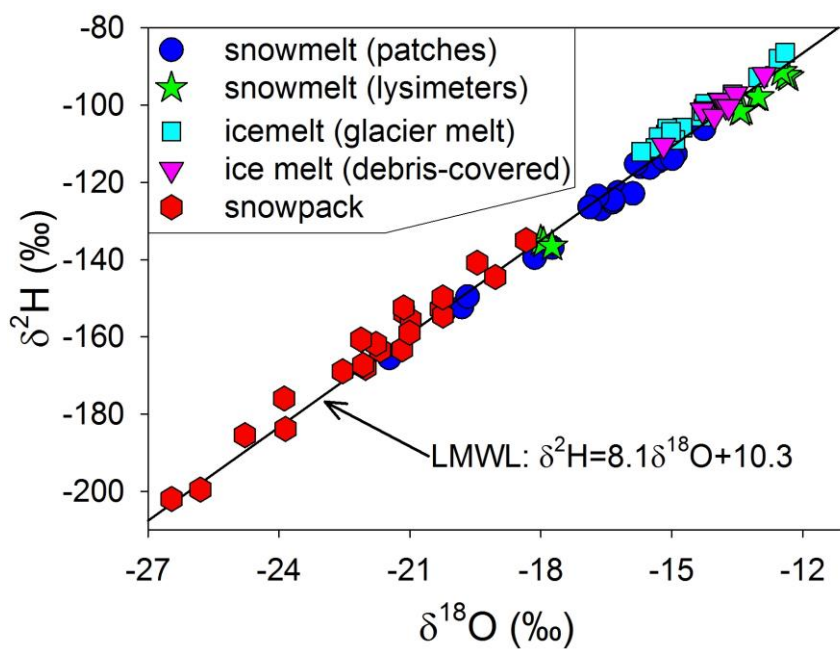 -80
-100
-120
-140
-160
-180
-200
δ²H (‰)
snowmelt (patches)
snowmelt (lysimeters)
icemelt (glacier melt)
ice melt (debris-covered)
snowpack
LMWL: δ²H=8.1δ¹⁸O+10.3
-27 -24 -21 -18 -15 -12
δ¹⁸O (‰)